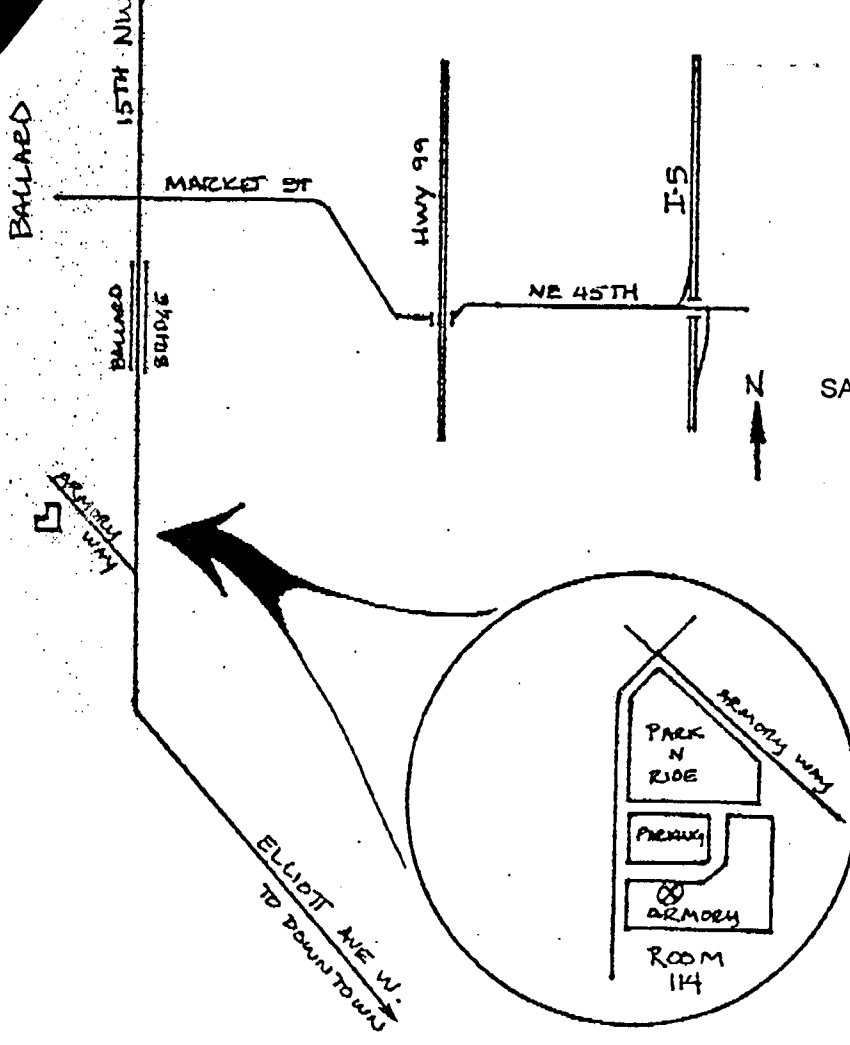 15TH NW
BALLARD
MARKET ST
HWY 99
I-5
NE 45TH
BALLARD
BRIDGE
N
SA
ARMORY
WAY
ARMORY WAY
PARK
N
RIDE
PARKING
ARMORY
ROOM
114
ELLIOTT AVE W.
TO DOWNTOWN